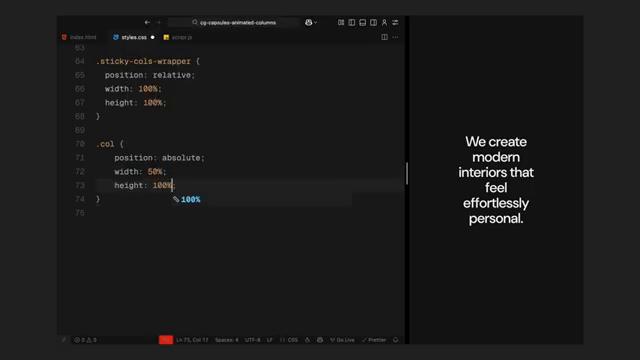 cg-capsules-animated-columns
index.html
styles.css
script.js
63
64 .sticky-cols-wrapper {
65 position: relative;
66 width: 100%;
67 height: 100%;
68 }
69
70 .col {
71 position: absolute;
72 width: 50%;
73 height: 100%;
74 }
75
100%
We create
modern
interiors that
feel
effortlessly
personal.
0 0
Ln 73, Col 17
Spaces: 4
UTF-8
LF
{} CSS
Go Live
Prettier